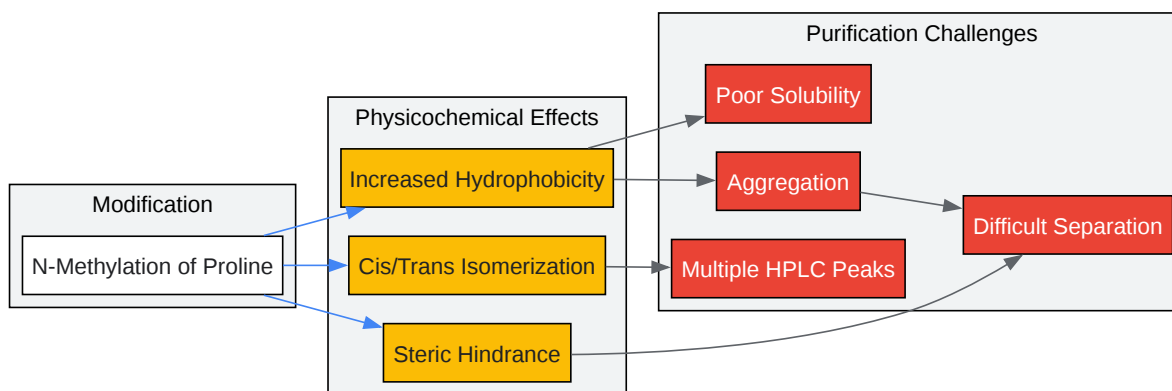 Modification
N-Methylation of Proline
Physicochemical Effects
Increased Hydrophobicity
Cis/Trans Isomerization
Steric Hindrance
Purification Challenges
Poor Solubility
Aggregation
Multiple HPLC Peaks
Difficult Separation